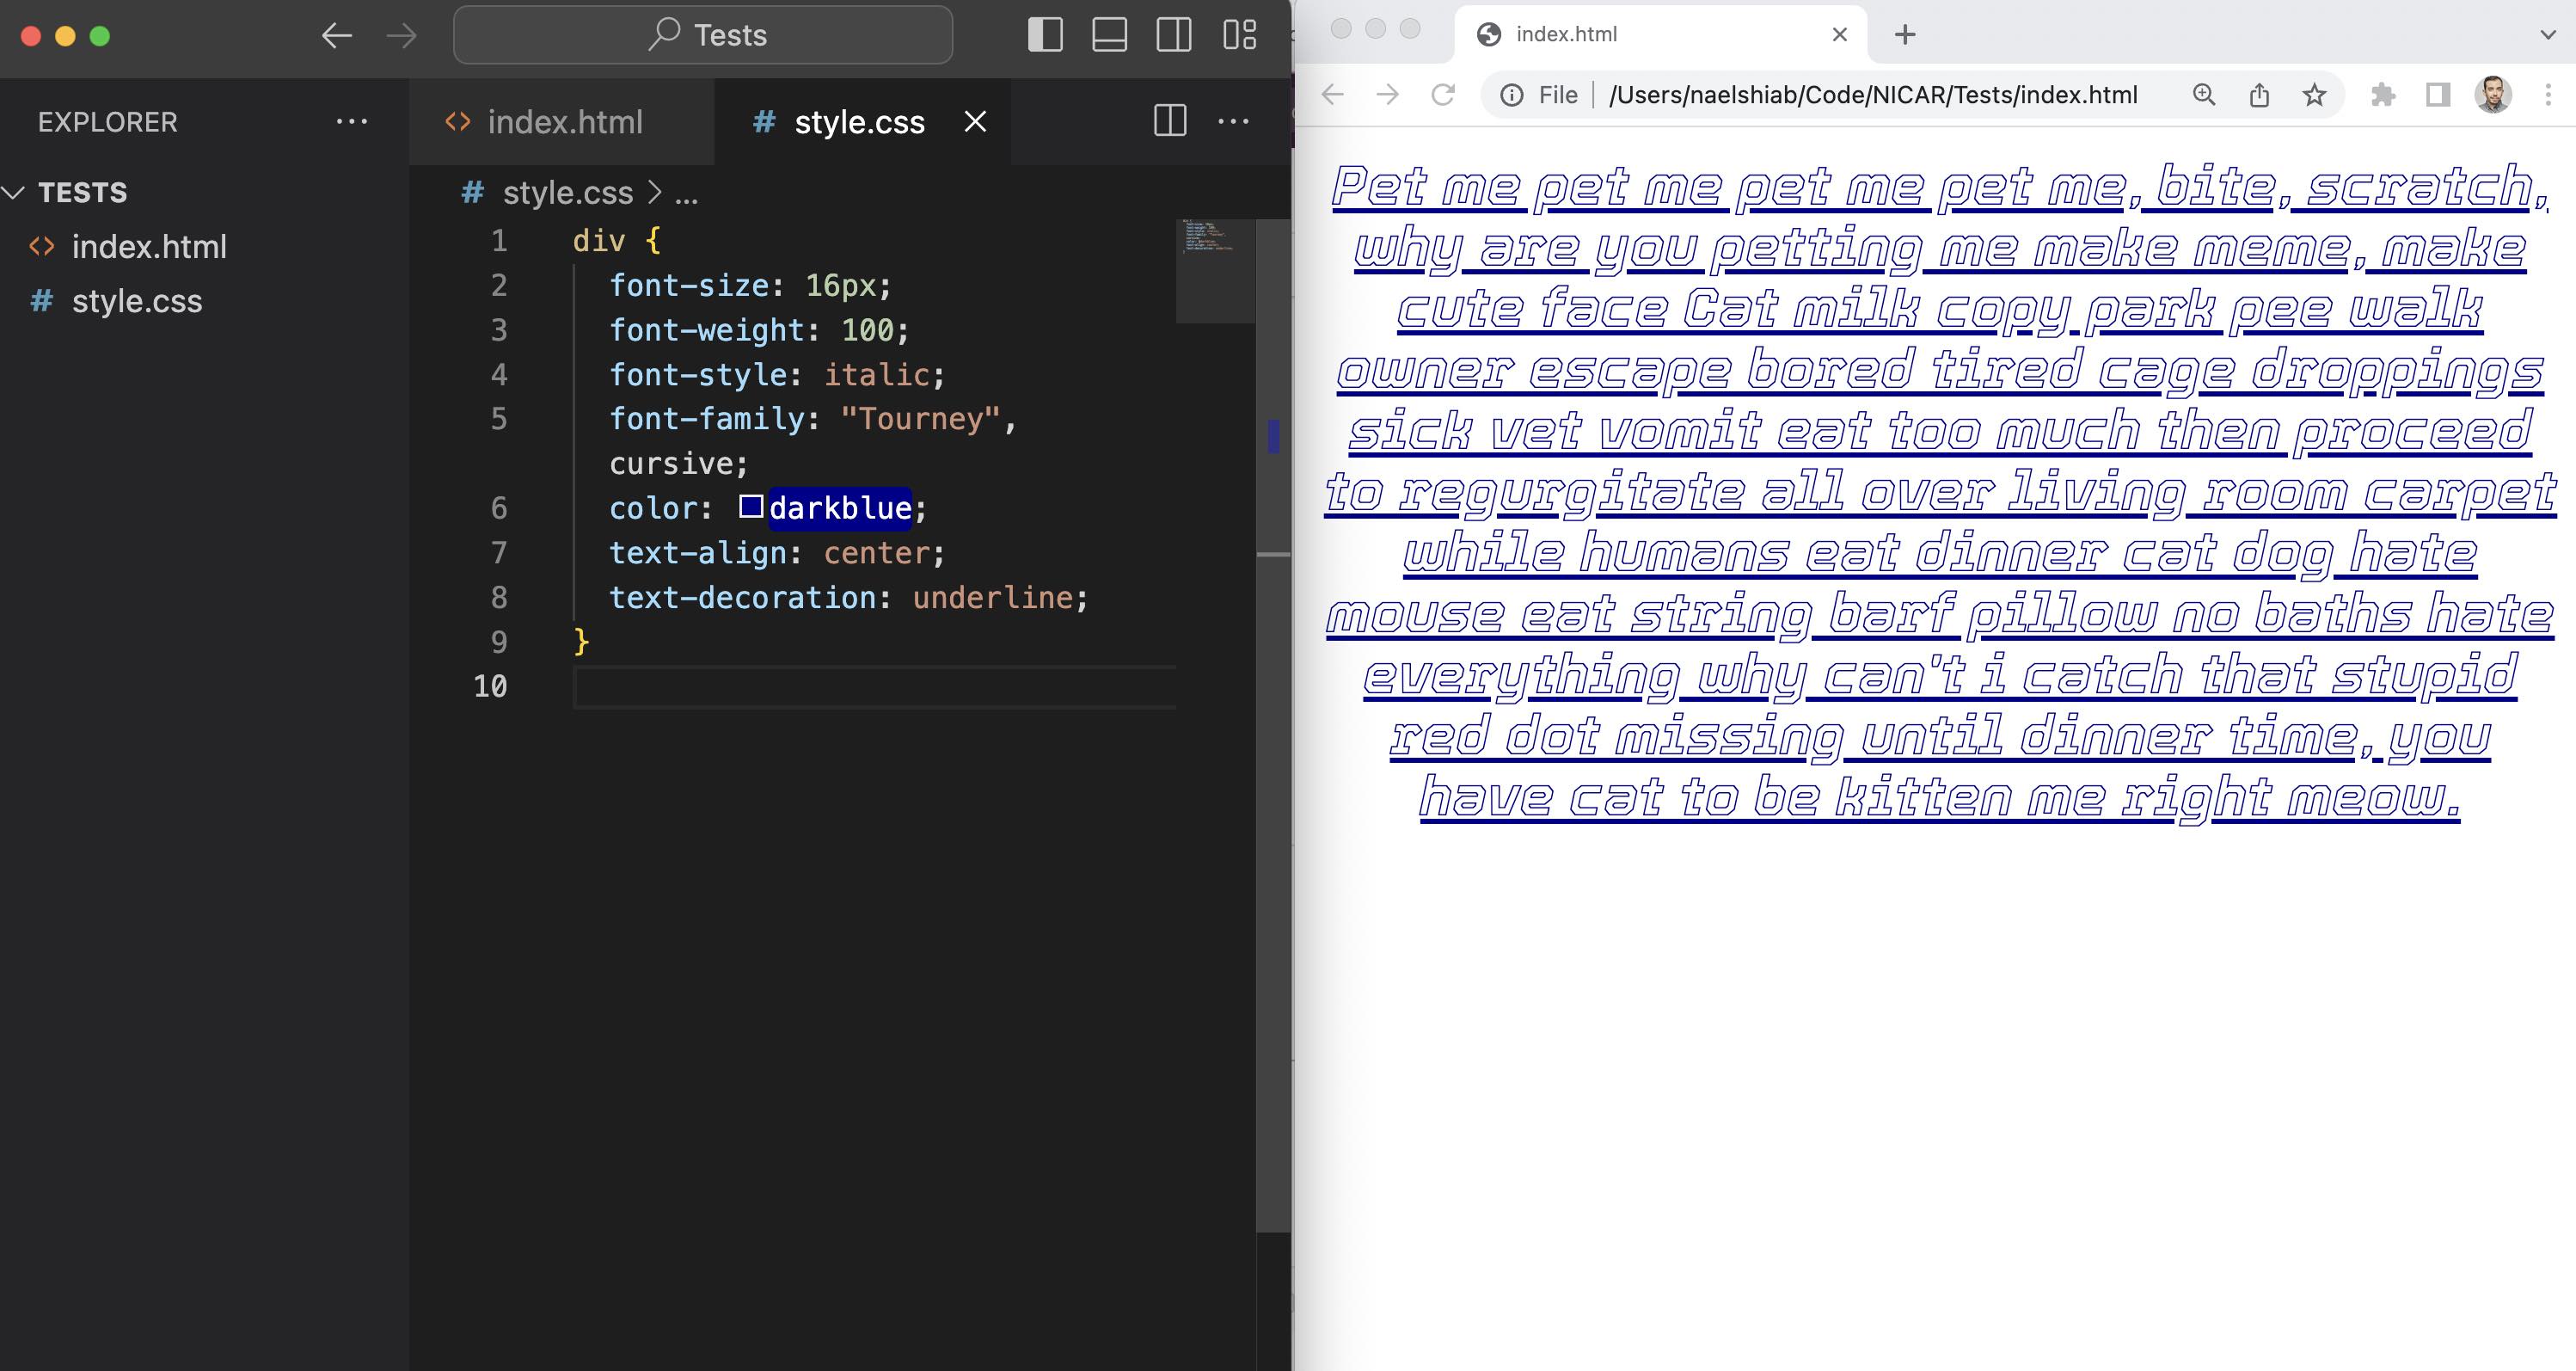 Tests
EXPLORER
TESTS
index.html
style.css
index.html
style.css
style.css > ...
1 div {
2 font-size: 16px;
3 font-weight: 100;
4 font-style: italic;
5 font-family: "Tourney",
cursive;
6 color: darkblue;
7 text-align: center;
8 text-decoration: underline;
9 }
10
index.html
File | /Users/naelshiab/Code/NICAR/Tests/index.html
Pet me pet me pet me pet me, bite, scratch,
why are you petting me make meme, make
cute face Cat milk copy park pee walk
owner escape bored tired cage droppings
sick vet vomit eat too much then proceed
to regurgitate all over living room carpet
while humans eat dinner cat dog hate
mouse eat string barf pillow no baths hate
everything why can't i catch that stupid
red dot missing until dinner time, you
have cat to be kitten me right meow.